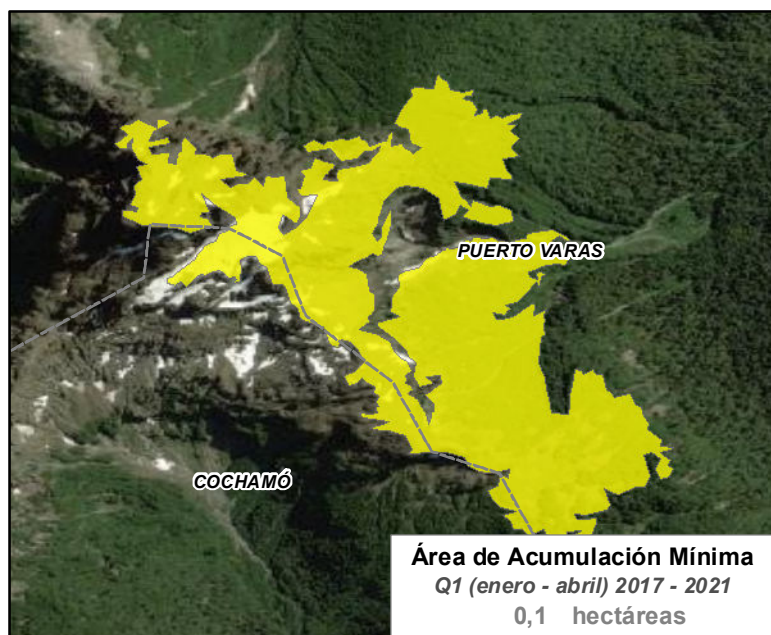 PUERTO VARAS
COCHAMÓ
Área de Acumulación Mínima
Q1 (enero - abril) 2017 - 2021
0,1 hectáreas